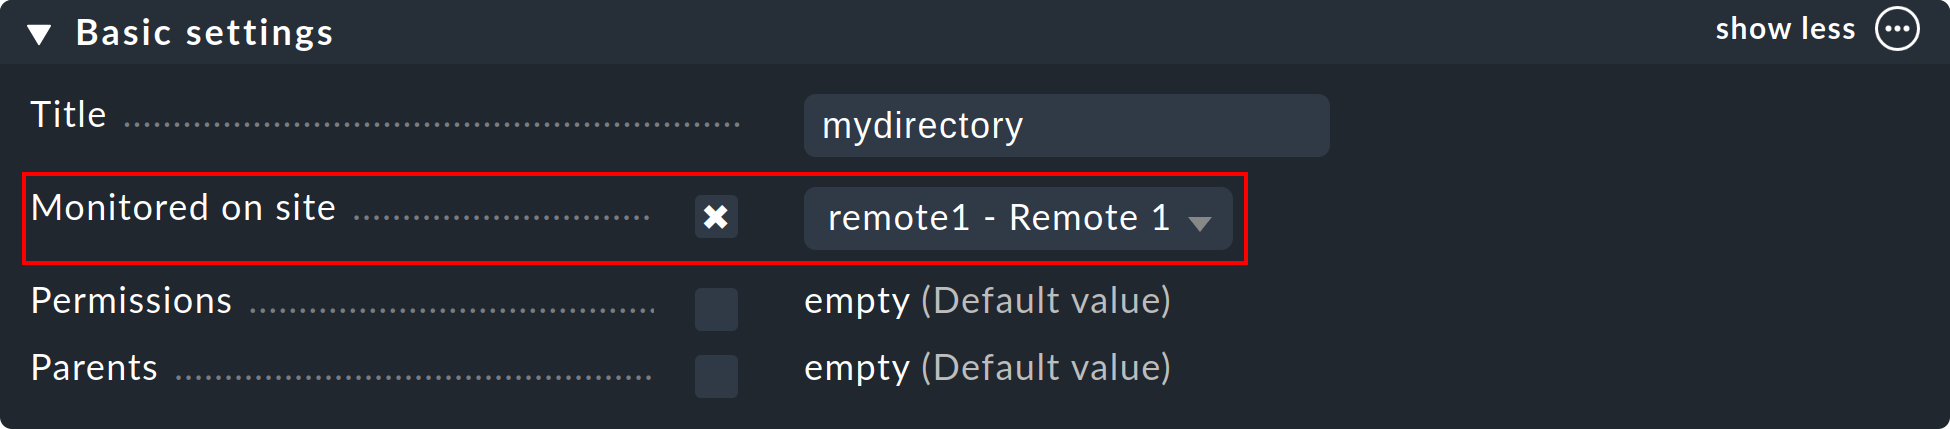 Basic settings
show less
Title
mydirectory
Monitored on site
remote1 - Remote 1
Permissions
empty (Default value)
Parents
empty (Default value)